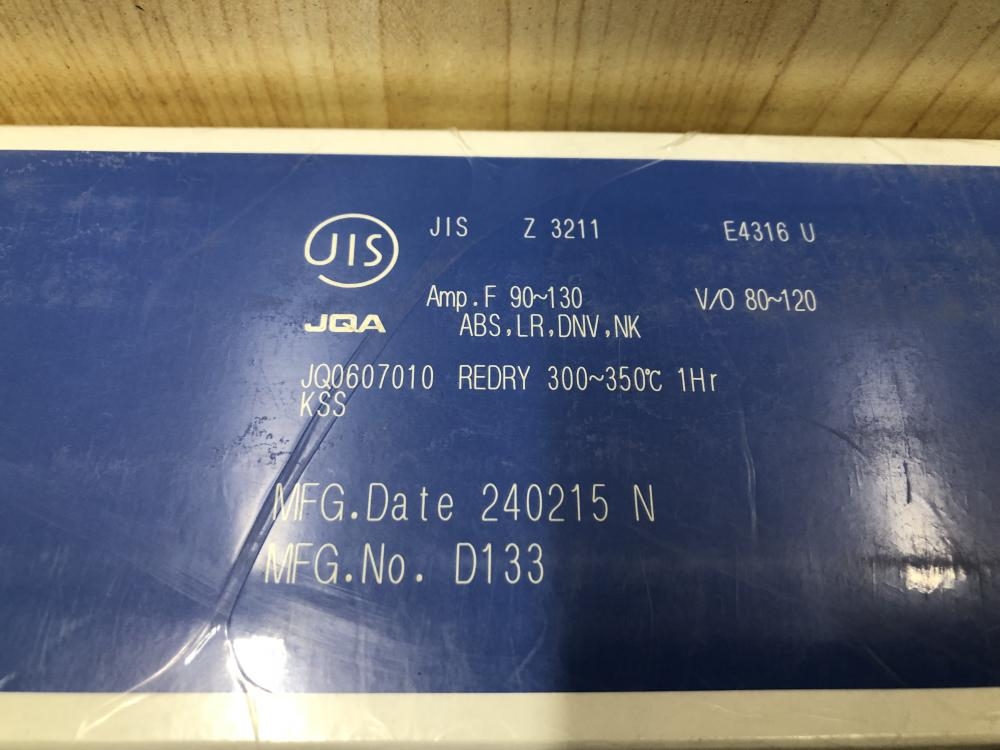 JIS Z 3211 E4316 U
JIS
Amp.F 90~130 V/O 80~120
JQA
ABS,LR,DNV,NK
JQ0607010 REDRY 300~350℃ 1Hr
KSS
MFG.Date 240215 N
MFG.No. D133